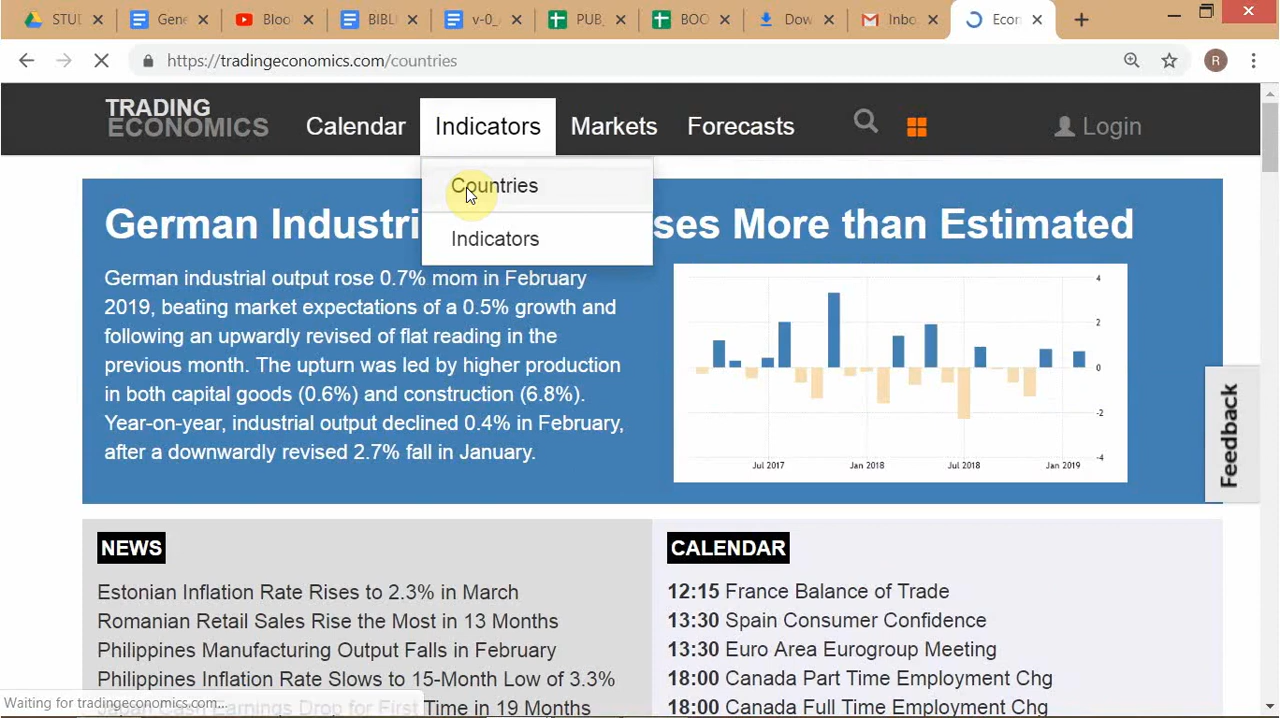 STU
Gene
Bloo
BIBL
v-0_
PUB_
BOO
Dow
Inbo
Econ
https://tradingeconomics.com/countries
R
TRADING
ECONOMICS
Calendar
Indicators
Markets
Forecasts
Login
Countries
Indicators
German Industri ses More than Estimated
German industrial output rose 0.7% mom in February
2019, beating market expectations of a 0.5% growth and
following an upwardly revised of flat reading in the
previous month. The upturn was led by higher production
in both capital goods (0.6%) and construction (6.8%).
Year-on-year, industrial output declined 0.4% in February,
after a downwardly revised 2.7% fall in January.
4
2
0
-2
-4
Jul 2017
Jan 2018
Jul 2018
Jan 2019
Feedback
NEWS
Estonian Inflation Rate Rises to 2.3% in March
Romanian Retail Sales Rise the Most in 13 Months
Philippines Manufacturing Output Falls in February
Philippines Inflation Rate Slows to 15-Month Low of 3.3%
Japan Cash Earnings Drop for First Time in 19 Months
CALENDAR
12:15 France Balance of Trade
13:30 Spain Consumer Confidence
13:30 Euro Area Eurogroup Meeting
18:00 Canada Part Time Employment Chg
18:00 Canada Full Time Employment Chg
Waiting for tradingeconomics.com...